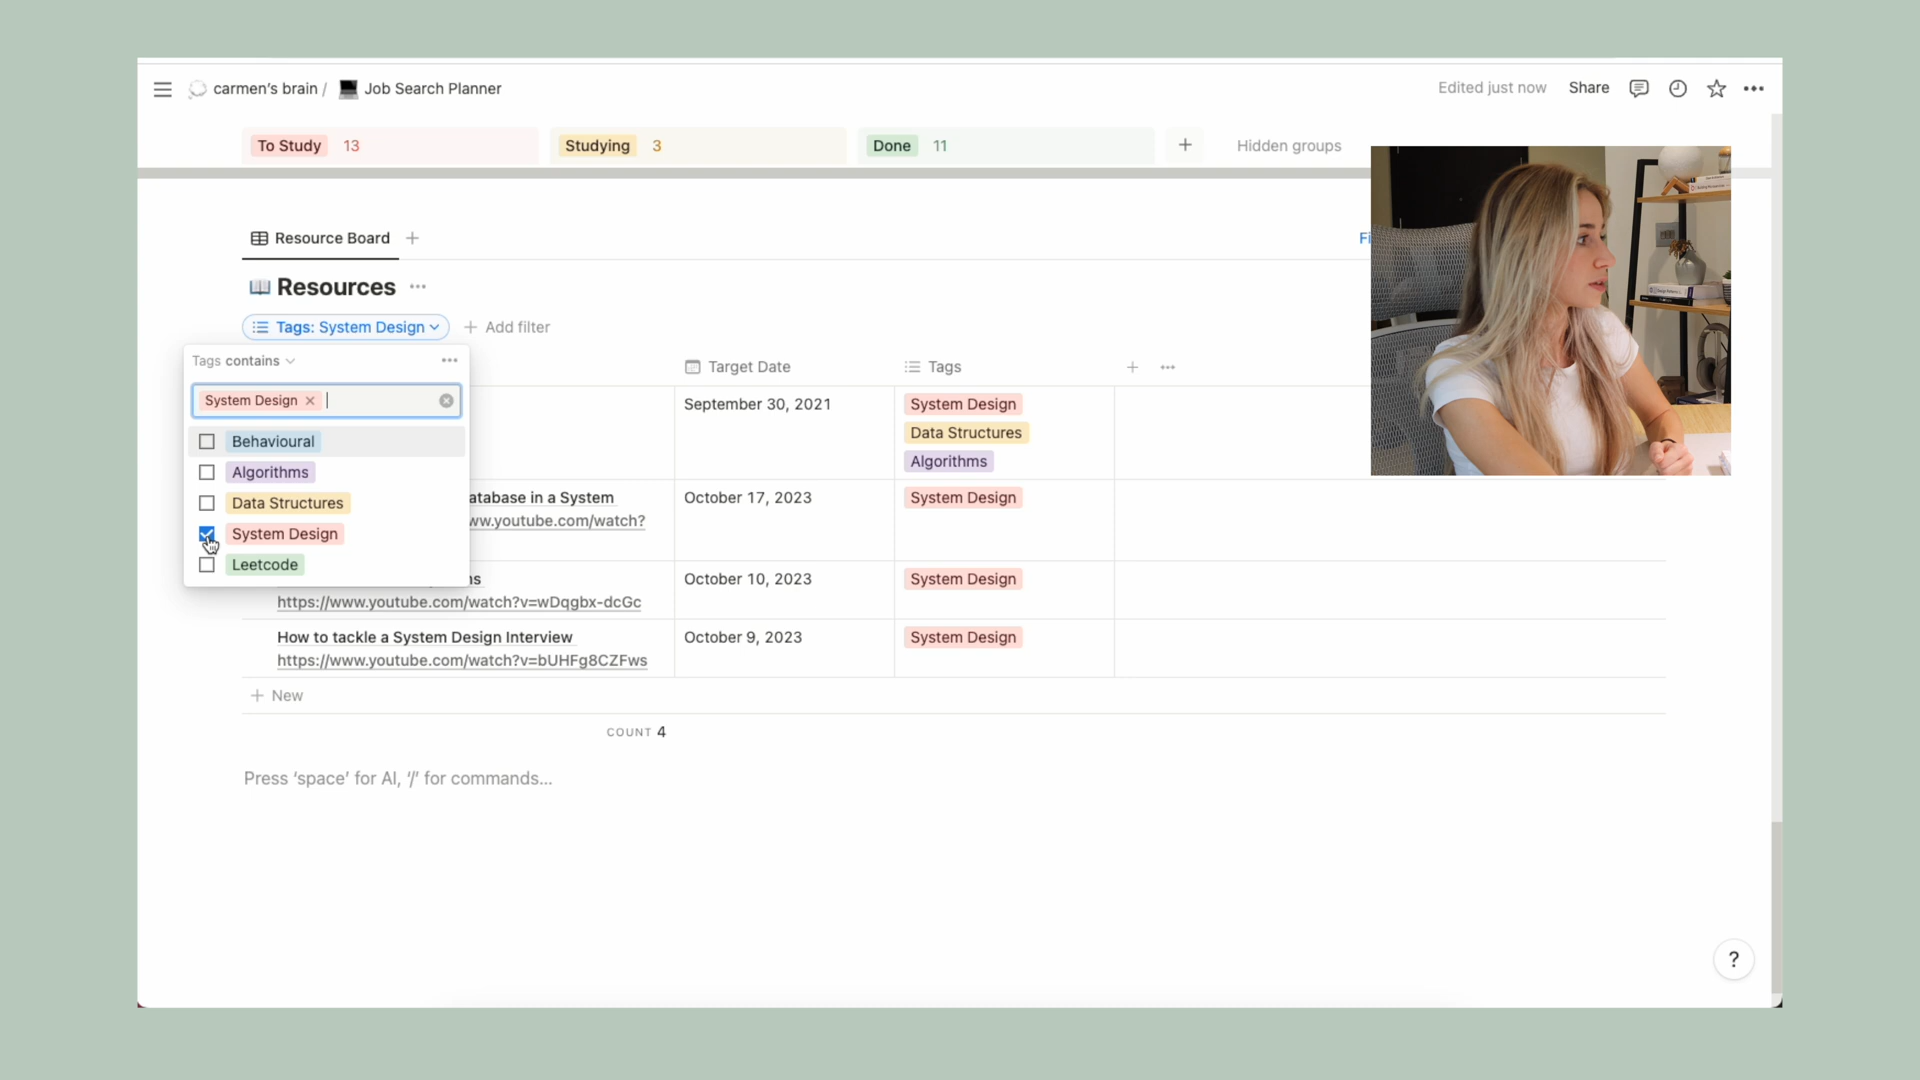 carmen's brain / Job Search Planner
Edited just now Share
To Study 13 Studying 3 Done 11 Hidden groups
Resource Board
Resources
Tags: System Design Add filter
Tags contains
System Design
Behavioural
Algorithms
Data Structures
System Design
Leetcode
Target Date Tags
September 30, 2021 System Design
Data Structures
Algorithms
in a System October 17, 2023 System Design
.youtube.com/watch?
October 10, 2023 System Design
https://www.youtube.com/watch?v=wDqgbx-dcGc
How to tackle a System Design Interview October 9, 2023 System Design
https://www.youtube.com/watch?v=bUHFg8CZFws
New
COUNT 4
Press ‘space’ for AI, ‘/’ for commands…
?